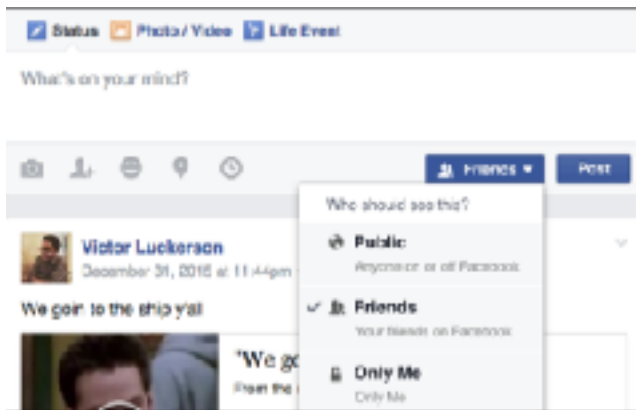 Status Photo / Video Life Event
What's on your mind?
Friends Post
Who should see this?
Public
Anyone on or off Facebook
Victor Luckerson
December 31, 2015 at 11:44pm
We goin to the ship y'all
Friends
Your friends on Facebook
"We go
From the
Only Me
Only Me